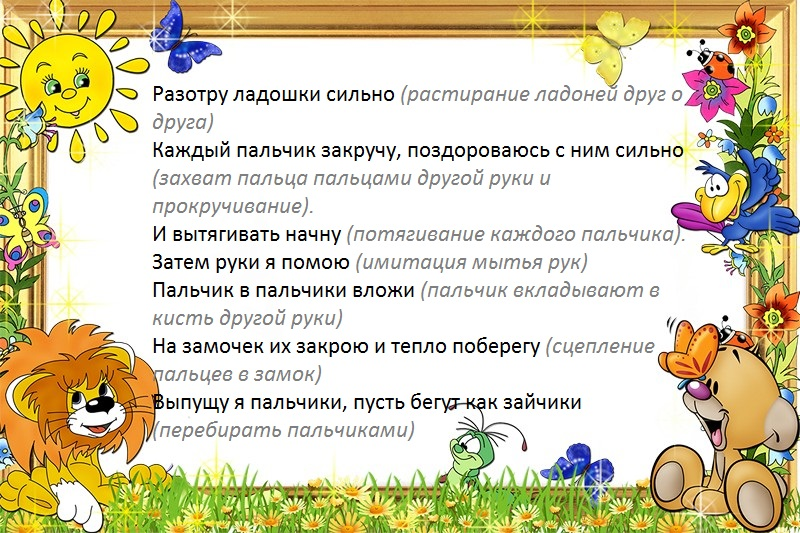 Разотру ладошки сильно (растирание ладоней друг о
друга)
Каждый пальчик закручу, поздороваюсь с ним сильно
(захват пальца пальцами другой руки и
прокручивание).
И вытягивать начну (потягивание каждого пальчика).
Затем руки я помою (имитация мытья рук)
Пальчик в пальчики вложи (пальчик вкладывают в
кисть другой руки)
На замочек их закрою и тепло поберегу (сцепление
пальцев в замок)
Выпущу я пальчики, пусть бегут как зайчики
(перебирать пальчиками)